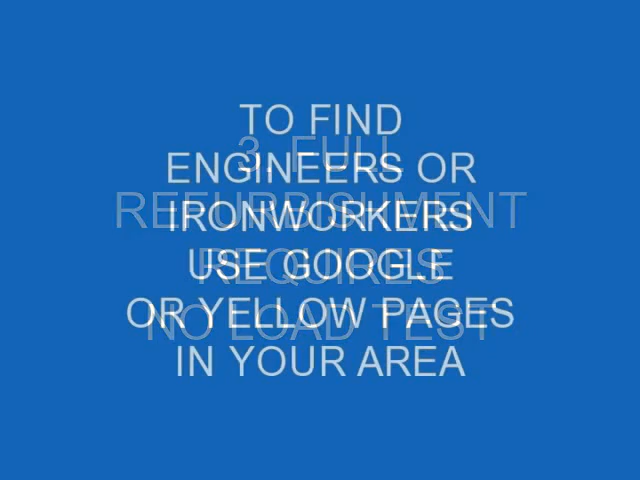 TO FIND
3. FULL
ENGINEERS OR
REFURBISHMENT
IRONWORKERS
USE GOOGLE
REQUIRES
OR YELLOW PAGES
NO LOAD TEST
IN YOUR AREA